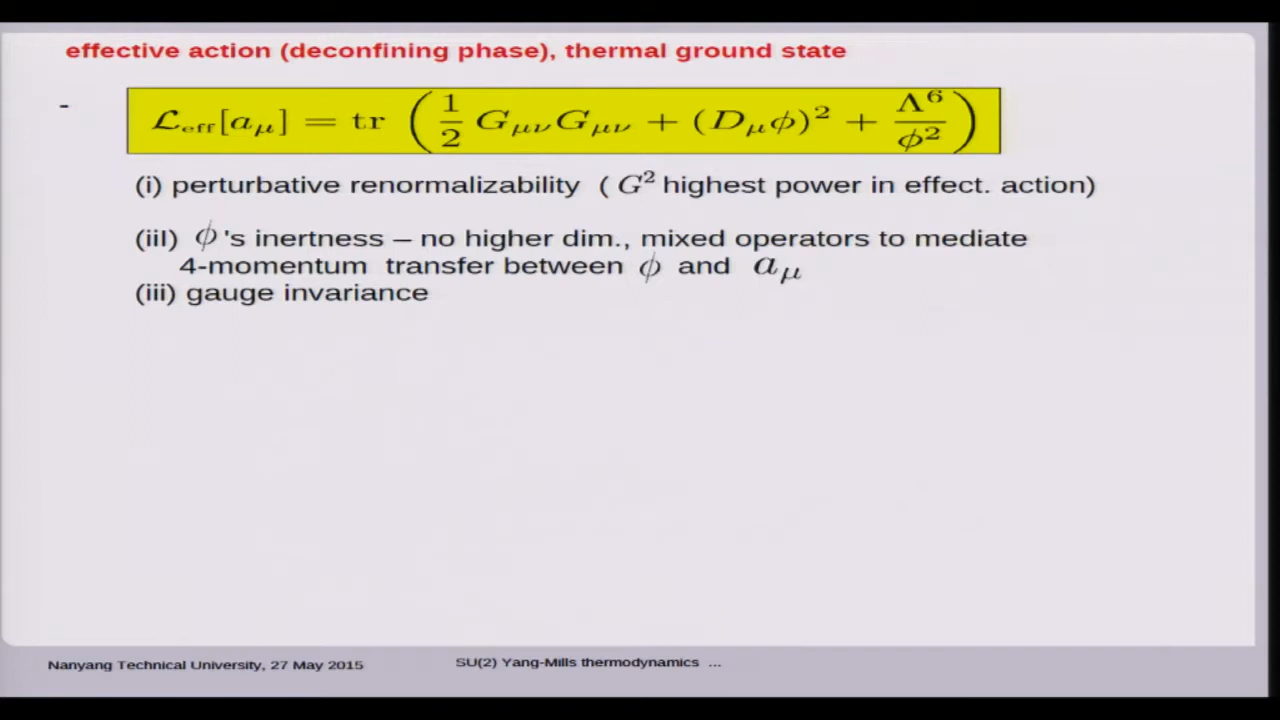 effective action (deconfining phase), thermal ground state
- ℒ_eff[a_μ] = tr ( 1/2 G_μν G_μν + (D_μ ϕ)² + Λ⁶/ϕ² )
(i) perturbative renormalizability ( G² highest power in effect. action)
(iiI) ϕ 's inertness – no higher dim., mixed operators to mediate
4-momentum transfer between ϕ and a_μ
(iii) gauge invariance
Nanyang Technical University, 27 May 2015
SU(2) Yang-Mills thermodynamics ...